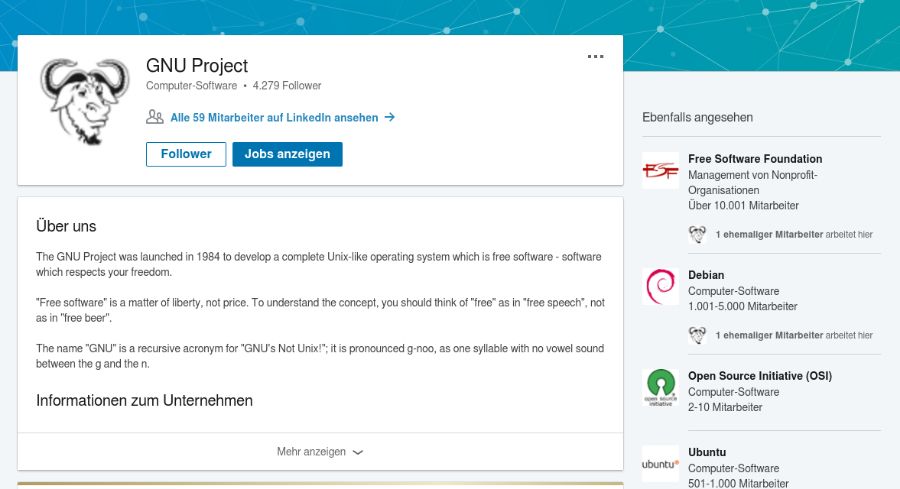 GNU Project
Computer-Software • 4.279 Follower
Alle 59 Mitarbeiter auf LinkedIn ansehen →
Follower
Jobs anzeigen
Über uns
The GNU Project was launched in 1984 to develop a complete Unix-like operating system which is free software - software
which respects your freedom.
"Free software" is a matter of liberty, not price. To understand the concept, you should think of "free" as in "free speech", not
as in "free beer".
The name "GNU" is a recursive acronym for "GNU's Not Unix!"; it is pronounced g-noo, as one syllable with no vowel sound
between the g and the n.
Informationen zum Unternehmen
Mehr anzeigen
Ebenfalls angesehen
FSF
Free Software Foundation
Management von Nonprofit-
Organisationen
Über 10.001 Mitarbeiter
1 ehemaliger Mitarbeiter arbeitet hier
Debian
Computer-Software
1.001-5.000 Mitarbeiter
1 ehemaliger Mitarbeiter arbeitet hier
open source
initiative
Open Source Initiative (OSI)
Computer-Software
2-10 Mitarbeiter
ubuntu
Ubuntu
Computer-Software
501-1.000 Mitarbeiter